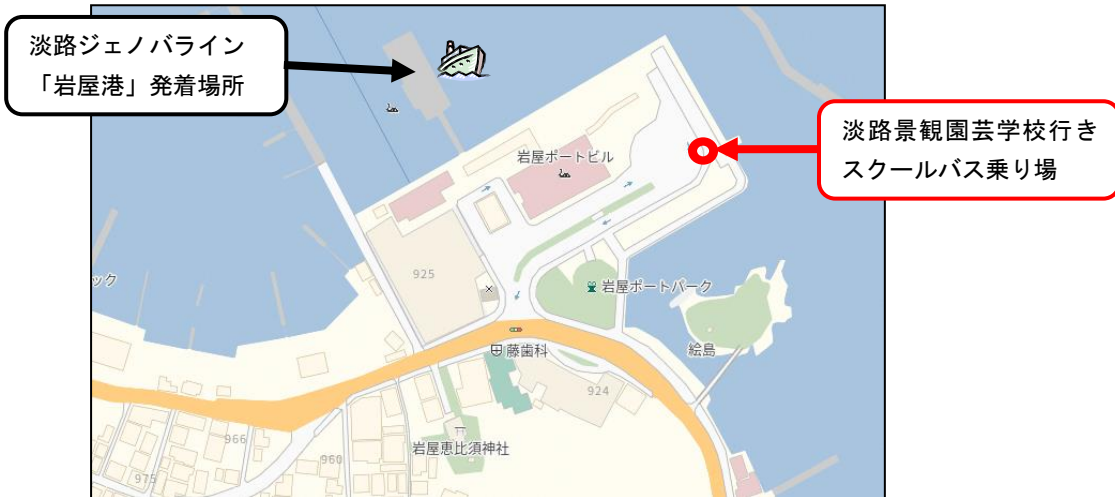 淡路ジェノバライン
「岩屋港」発着場所
淡路景観園芸学校行き
スクールバス乗り場
岩屋ポートビル
925
ック
岩屋ポートパーク
藤歯科
絵島
924
966
960
975
岩屋恵比須神社